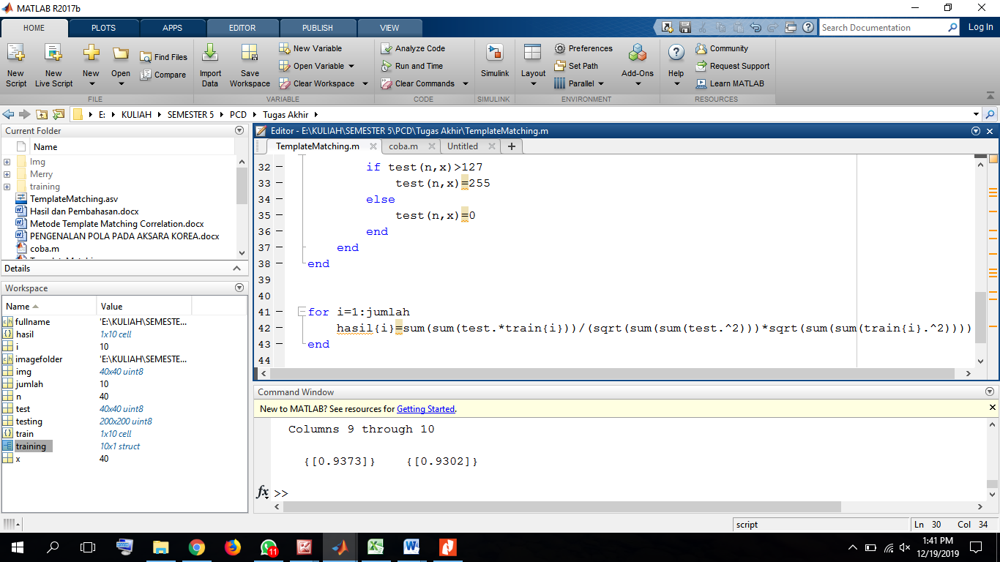 MATLAB R2017b
HOME PLOTS APPS EDITOR PUBLISH VIEW Search Documentation Log In
New Script New Live Script New Open Find Files Compare Import Data Save Workspace New Variable Open Variable Clear Workspace Analyze Code Run and Time Clear Commands Simulink Layout Preferences Set Path Parallel Add-Ons Help Community Request Support Learn MATLAB
FILE VARIABLE CODE SIMULINK ENVIRONMENT RESOURCES
E: KULIAH SEMESTER 5 PCD Tugas Akhir
Current Folder
Name
Img
Merry
training
TemplateMatching.asv
Hasil dan Pembahasan.docx
Metode Template Matching Correlation.docx
PENGENALAN POLA PADA AKSARA KOREA.docx
coba.m
Details
Workspace
Name Value
fullname 'E:\KULIAH\SEMESTE...
hasil 1x10 cell
i 10
imagefolder 'E:\KULIAH\SEMESTE...
img 40x40 uint8
jumlah 10
n 40
test 40x40 uint8
testing 200x200 uint8
train 1x10 cell
training 10x1 struct
x 40
Editor - E:\KULIAH\SEMESTER 5\PCD\Tugas Akhir\TemplateMatching.m
TemplateMatching.m coba.m Untitled
32 if test(n,x)>127
33 test(n,x)=255
34 else
35 test(n,x)=0
36 end
37 end
38 end
39
40
41 for i=1:jumlah
42 hasil{i}=sum(sum(test.*train{i}))/(sqrt(sum(sum(test.^2)))*sqrt(sum(sum(train{i}.^2))))
43 end
44
Command Window
New to MATLAB? See resources for Getting Started.
Columns 9 through 10
{[0.9373]} {[0.9302]}
fx >>
script Ln 30 Col 34
11
1:41 PM
12/19/2019